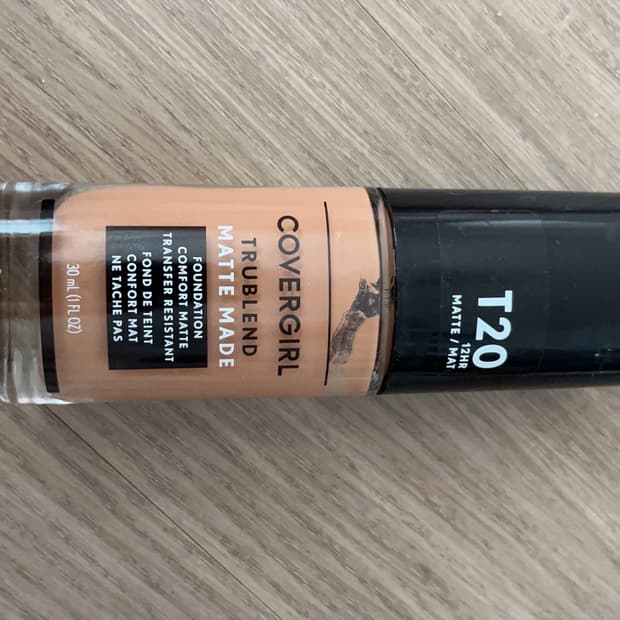 COVERGIRL
TRUBLEND
MATTE MADE
FOUNDATION
COMFORT MATTE
TRANSFER RESISTANT
FOND DE TEINT
CONFORT MAT
NE TACHE PAS
30 mL (1 FL OZ)
T20
12HR
MATTE / MAT